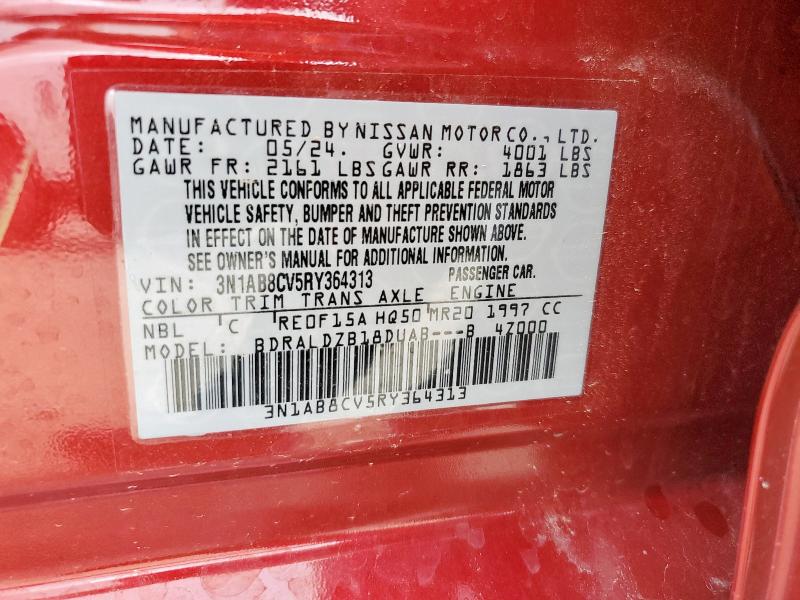 MANUFACTURED BY NISSAN MOTOR CO., LTD.
DATE: 05/24. GVWR: 4001 LBS
GAWR FR: 2161 LBS GAWR RR: 1863 LBS
THIS VEHICLE CONFORMS TO ALL APPLICABLE FEDERAL MOTOR
VEHICLE SAFETY, BUMPER AND THEFT PREVENTION STANDARDS
IN EFFECT ON THE DATE OF MANUFACTURE SHOWN ABOVE.
SEE OWNER'S MANUAL FOR ADDITIONAL INFORMATION.
VIN: 3N1AB8CV5RY364313 PASSENGER CAR.
COLOR TRIM TRANS AXLE ENGINE
NBL C RE0F15A HQ50 MR20 1997 CC
MODEL: BDRALDZB18DUAB---B 4Z000
3N1AB8CV5RY364313